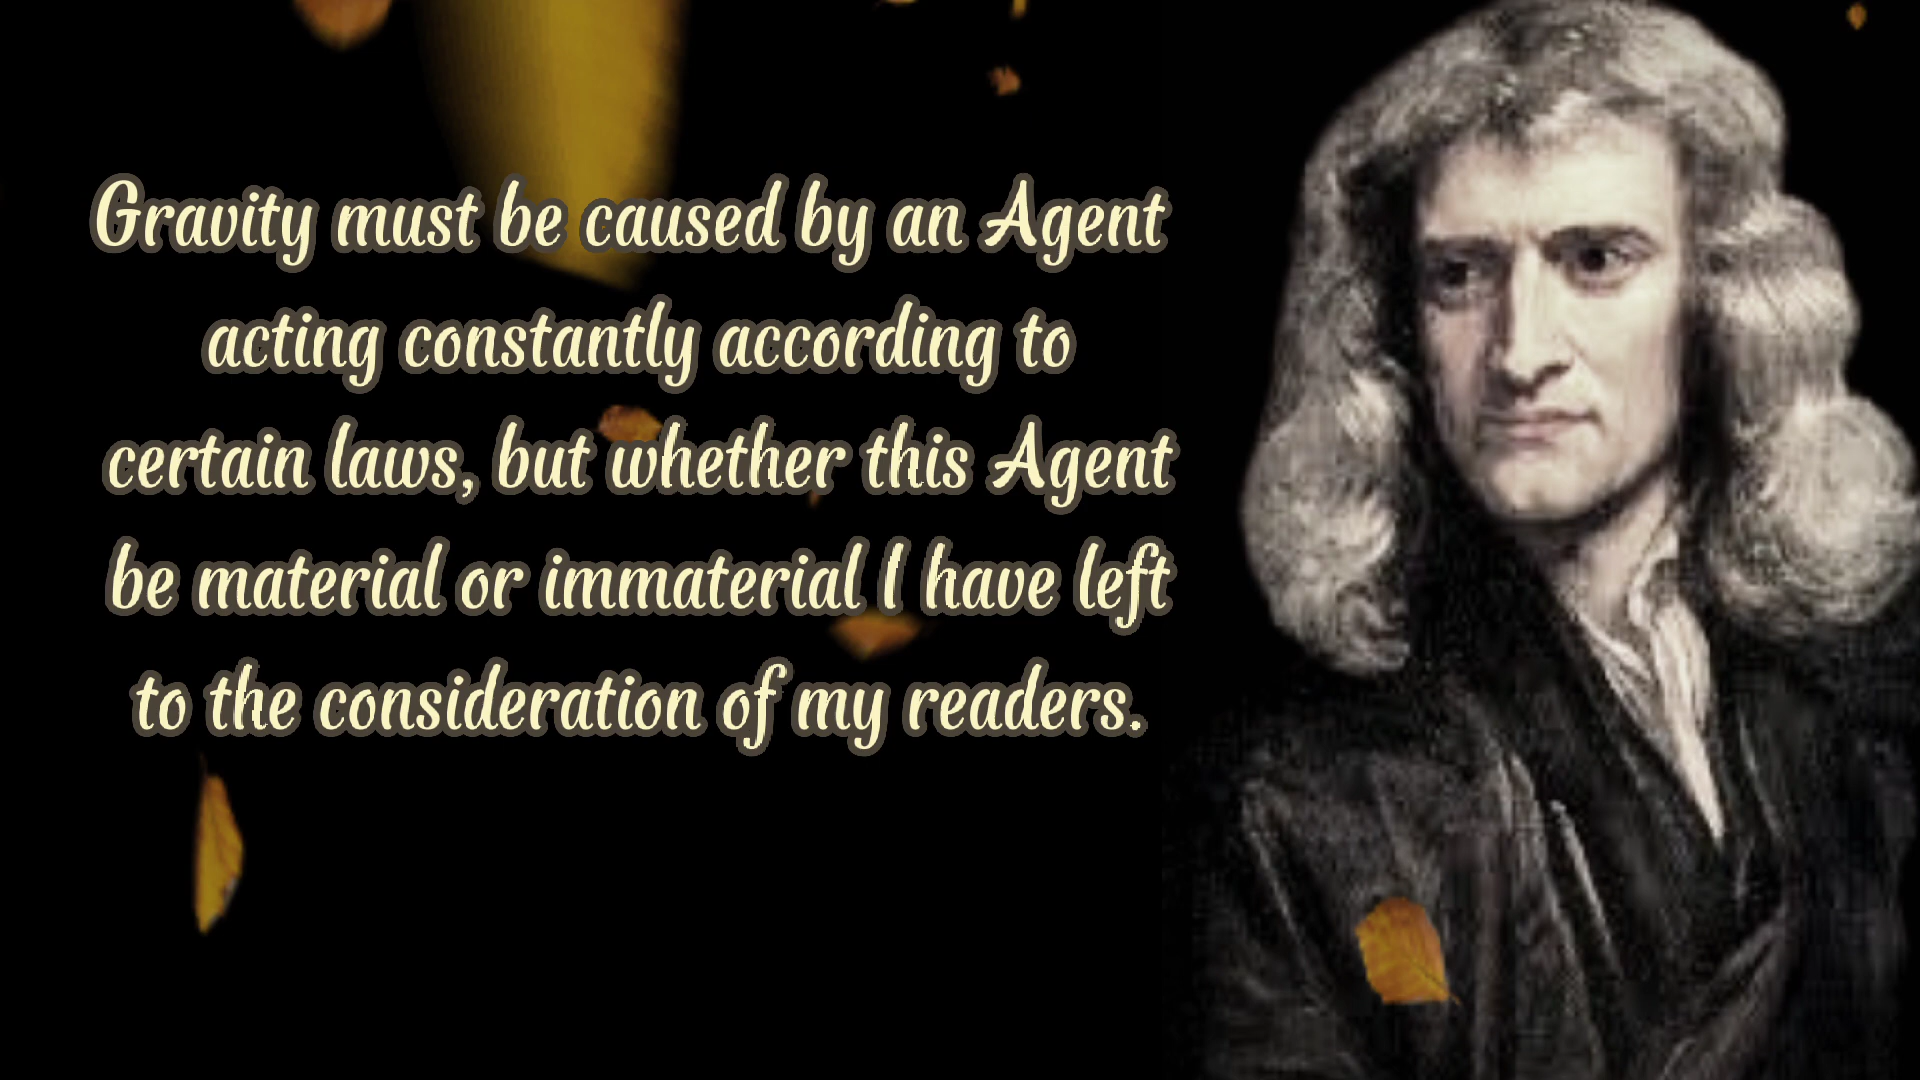 Gravity must be caused by an Agent
acting constantly according to
certain laws, but whether this Agent
be material or immaterial I have left
to the consideration of my readers.